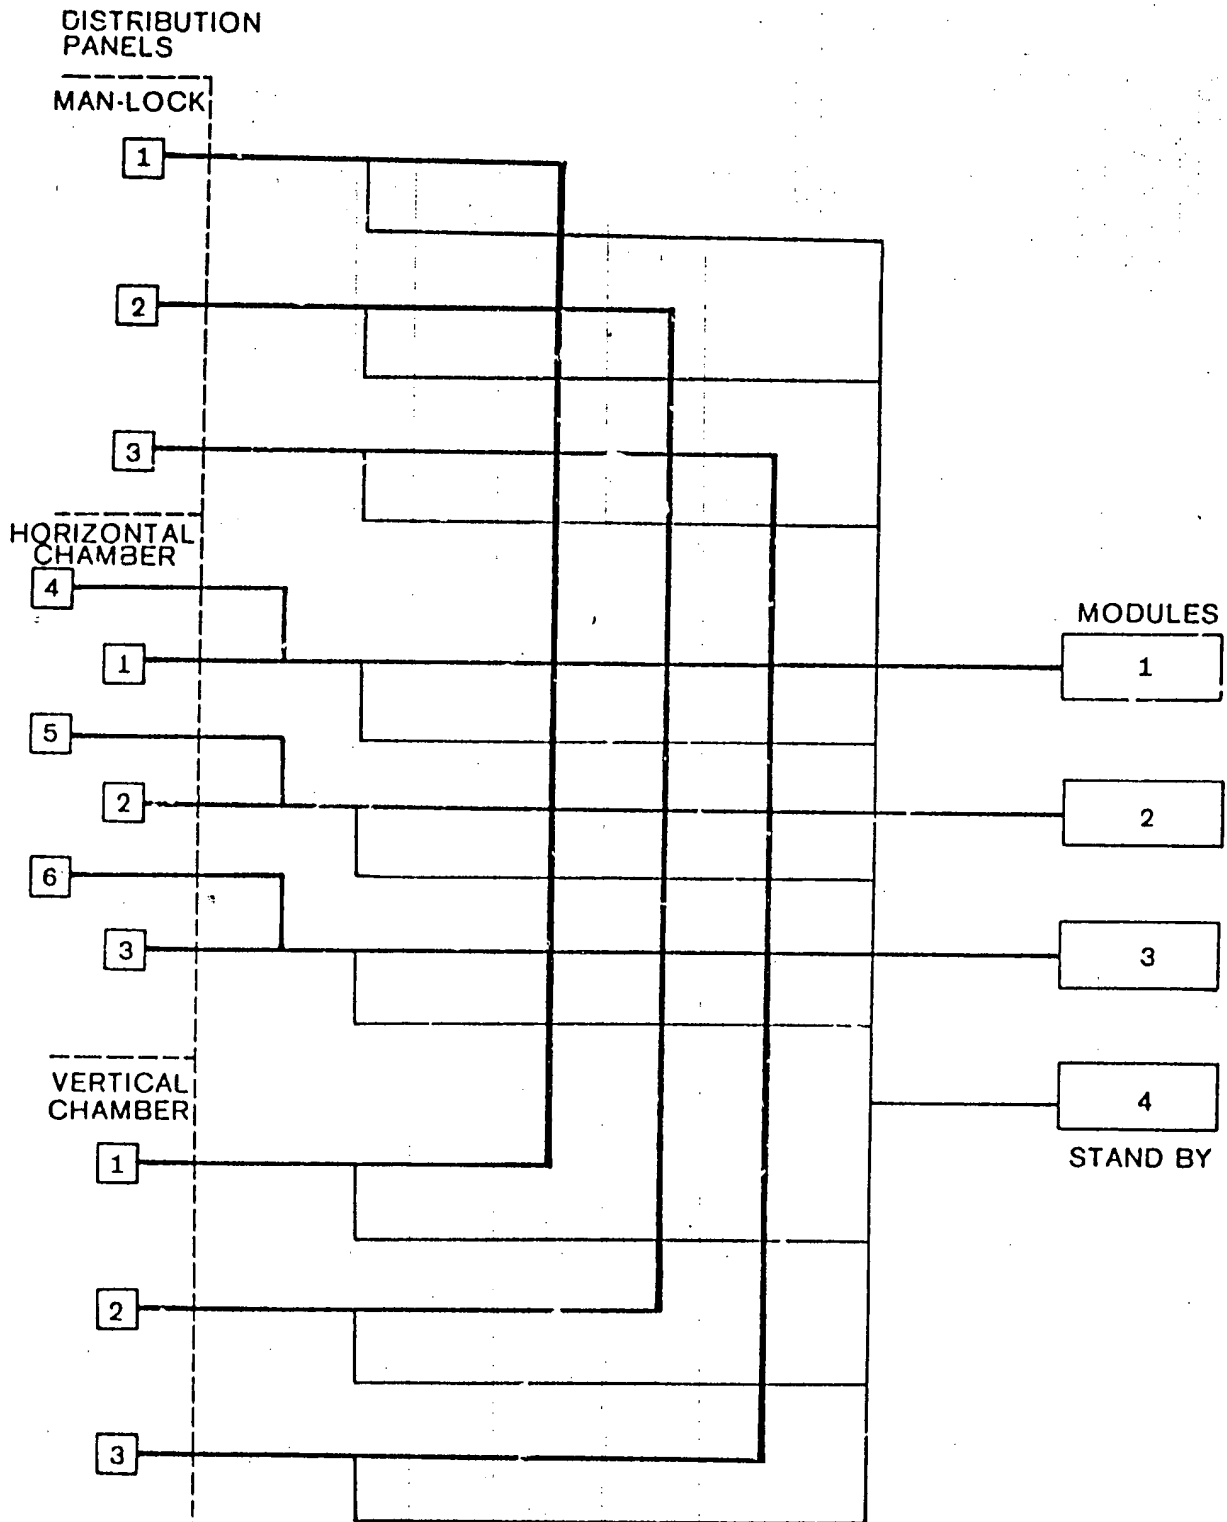 DISTRIBUTION
PANELS
MAN-LOCK
1
2
3
HORIZONTAL
CHAMBER
4
1
5
2
6
3
VERTICAL
CHAMBER
1
2
3
MODULES
1
2
3
4
STAND BY